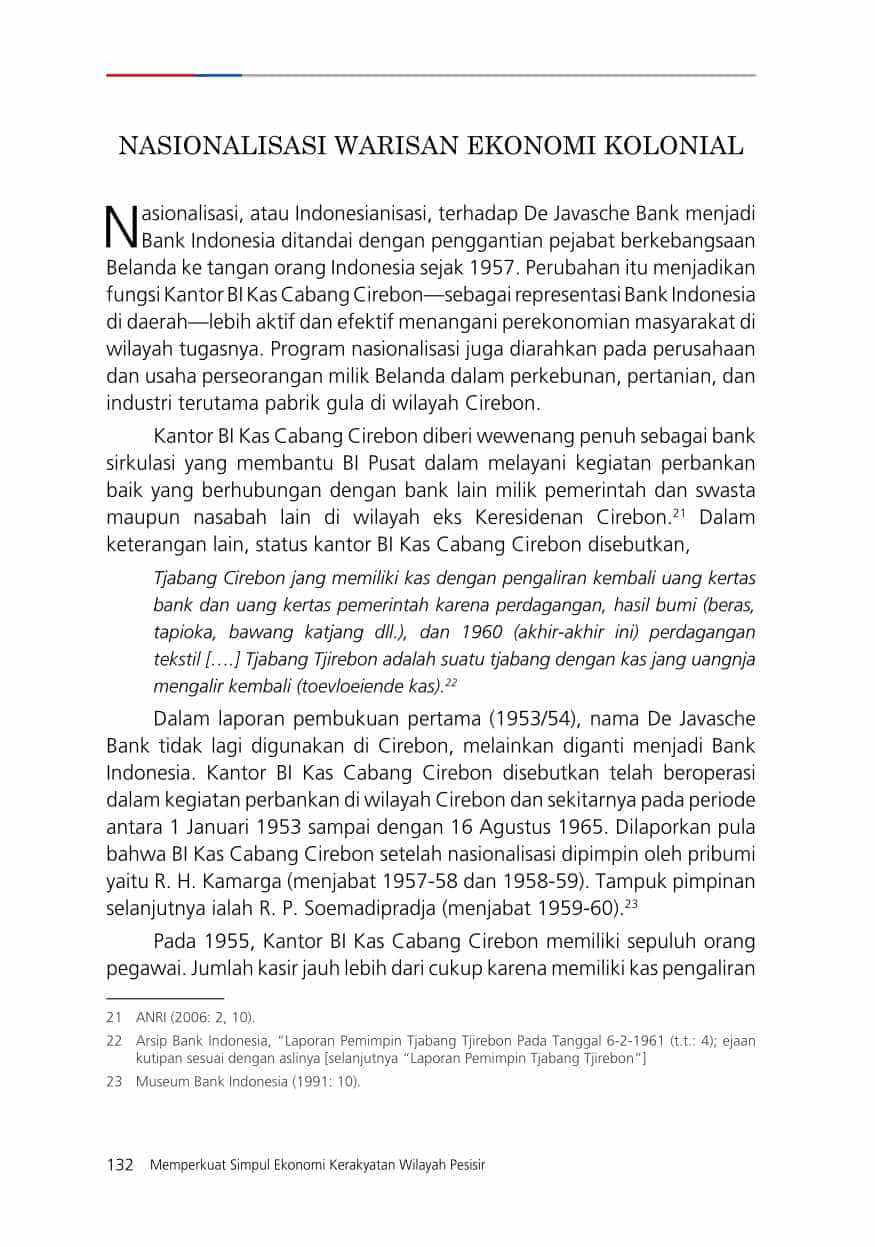 NASIONALISASI WARISAN EKONOMI KOLONIAL
Nasionalisasi, atau Indonesianisasi, terhadap De Javasche Bank menjadi
Bank Indonesia ditandai dengan penggantian pejabat berkebangsaan
Belanda ke tangan orang Indonesia sejak 1957. Perubahan itu menjadikan
fungsi Kantor BI Kas Cabang Cirebon—sebagai representasi Bank Indonesia
di daerah—lebih aktif dan efektif menangani perekonomian masyarakat di
wilayah tugasnya. Program nasionalisasi juga diarahkan pada perusahaan
dan usaha perseorangan milik Belanda dalam perkebunan, pertanian, dan
industri terutama pabrik gula di wilayah Cirebon.
Kantor BI Kas Cabang Cirebon diberi wewenang penuh sebagai bank
sirkulasi yang membantu BI Pusat dalam melayani kegiatan perbankan
baik yang berhubungan dengan bank lain milik pemerintah dan swasta
maupun nasabah lain di wilayah eks Keresidenan Cirebon.21 Dalam
keterangan lain, status kantor BI Kas Cabang Cirebon disebutkan,
Tjabang Cirebon jang memiliki kas dengan pengaliran kembali uang kertas
bank dan uang kertas pemerintah karena perdagangan, hasil bumi (beras,
tapioka, bawang katjang dll.), dan 1960 (akhir-akhir ini) perdagangan
tekstil [….] Tjabang Tjirebon adalah suatu tjabang dengan kas jang uangnja
mengalir kembali (toevloeiende kas).22
Dalam laporan pembukuan pertama (1953/54), nama De Javasche
Bank tidak lagi digunakan di Cirebon, melainkan diganti menjadi Bank
Indonesia. Kantor BI Kas Cabang Cirebon disebutkan telah beroperasi
dalam kegiatan perbankan di wilayah Cirebon dan sekitarnya pada periode
antara 1 Januari 1953 sampai dengan 16 Agustus 1965. Dilaporkan pula
bahwa BI Kas Cabang Cirebon setelah nasionalisasi dipimpin oleh pribumi
yaitu R. H. Kamarga (menjabat 1957-58 dan 1958-59). Tampuk pimpinan
selanjutnya ialah R. P. Soemadipradja (menjabat 1959-60).23
Pada 1955, Kantor BI Kas Cabang Cirebon memiliki sepuluh orang
pegawai. Jumlah kasir jauh lebih dari cukup karena memiliki kas pengaliran
21 ANRI (2006: 2, 10).
22 Arsip Bank Indonesia, “Laporan Pemimpin Tjabang Tjirebon Pada Tanggal 6-2-1961 (t.t.: 4); ejaan
kutipan sesuai dengan aslinya [selanjutnya “Laporan Pemimpin Tjabang Tjirebon”]
23 Museum Bank Indonesia (1991: 10).
132 Memperkuat Simpul Ekonomi Kerakyatan Wilayah Pesisir